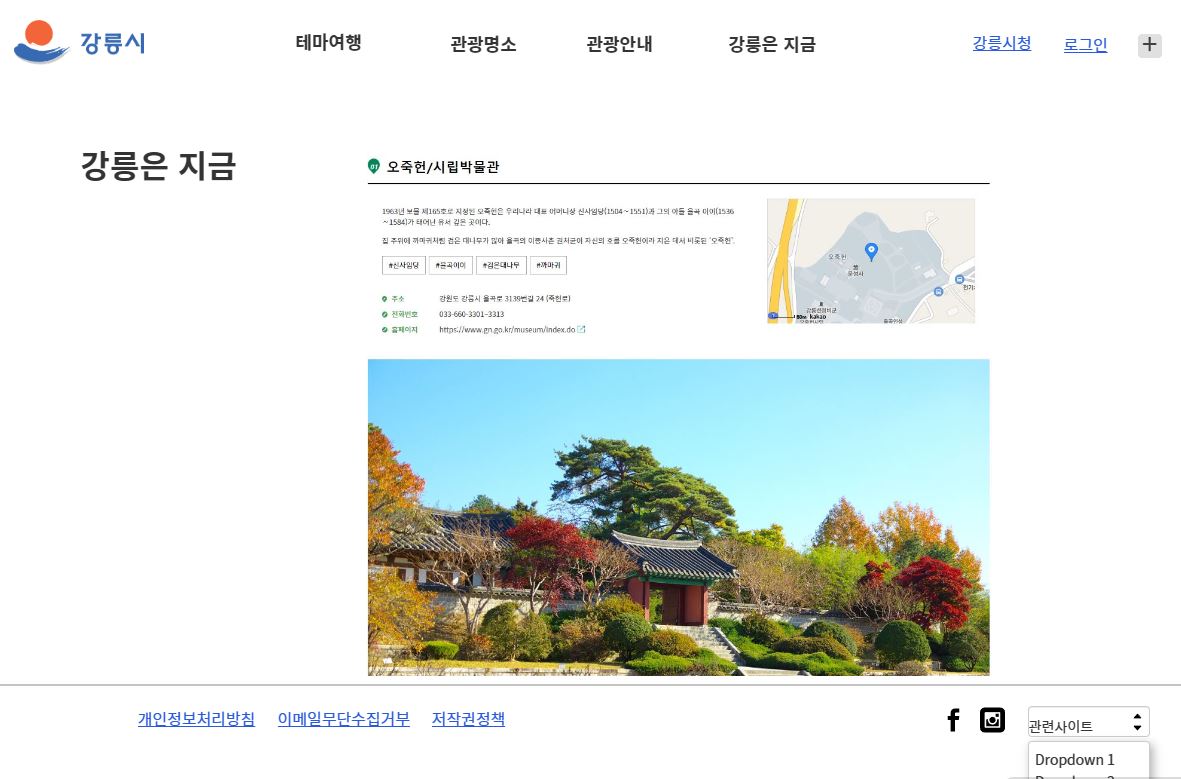 강릉시
테마여행
관광명소
관광안내
강릉은 지금
강릉시청
로그인
+
강릉은 지금
01 오죽헌/시립박물관
1963년 보물 제165호로 지정된 오죽헌은 우리나라 대표 어머니상 신사임당(1504~1551)과 그의 아들 율곡 이이(1536
~1584)가 태어난 유서 깊은 곳이다.
집 주위에 까마귀처럼 검은 대나무가 많아 율곡의 이종사촌 권처균이 자신의 호를 오죽헌이라 지은 데서 비롯된 '오죽헌'.
#신사임당
#율곡이이
#검은대나무
#까마귀
주소 강원도 강릉시 율곡로 3139번길 24 (죽헌동)
전화번호 033-660-3301~3313
홈페이지 https://www.gn.go.kr/museum/index.do
오죽헌
문성사
kakao
개인정보처리방침
이메일무단수집거부
저작권정책
관련사이트
Dropdown 1